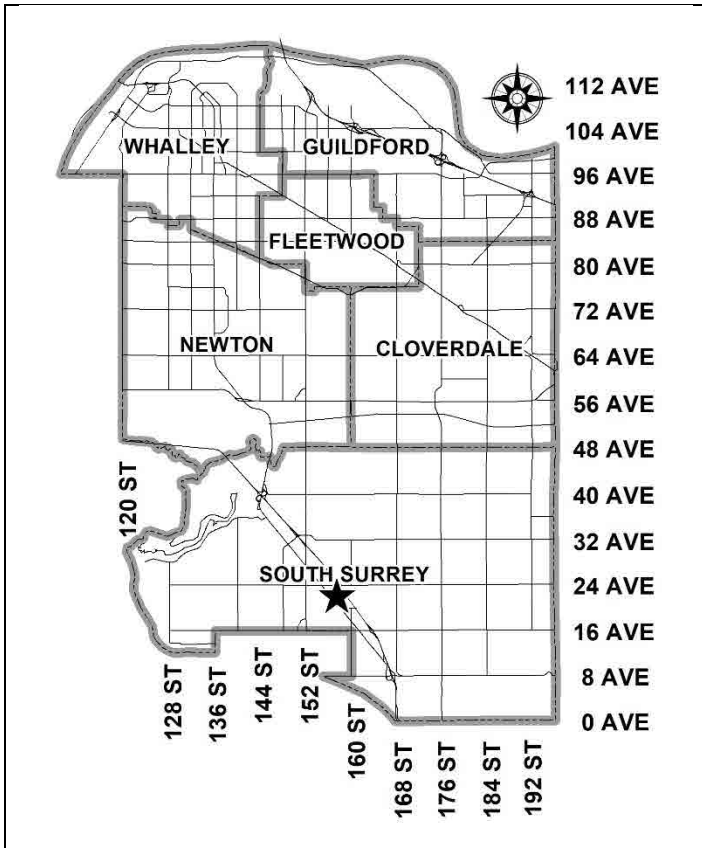 112 AVE
104 AVE
WHALLEY
GUILDFORD
96 AVE
88 AVE
FLEETWOOD
80 AVE
72 AVE
NEWTON
CLOVERDALE
64 AVE
56 AVE
48 AVE
120 ST
40 AVE
32 AVE
SOUTH SURREY
24 AVE
16 AVE
8 AVE
0 AVE
128 ST
136 ST
144 ST
152 ST
160 ST
168 ST
176 ST
184 ST
192 ST